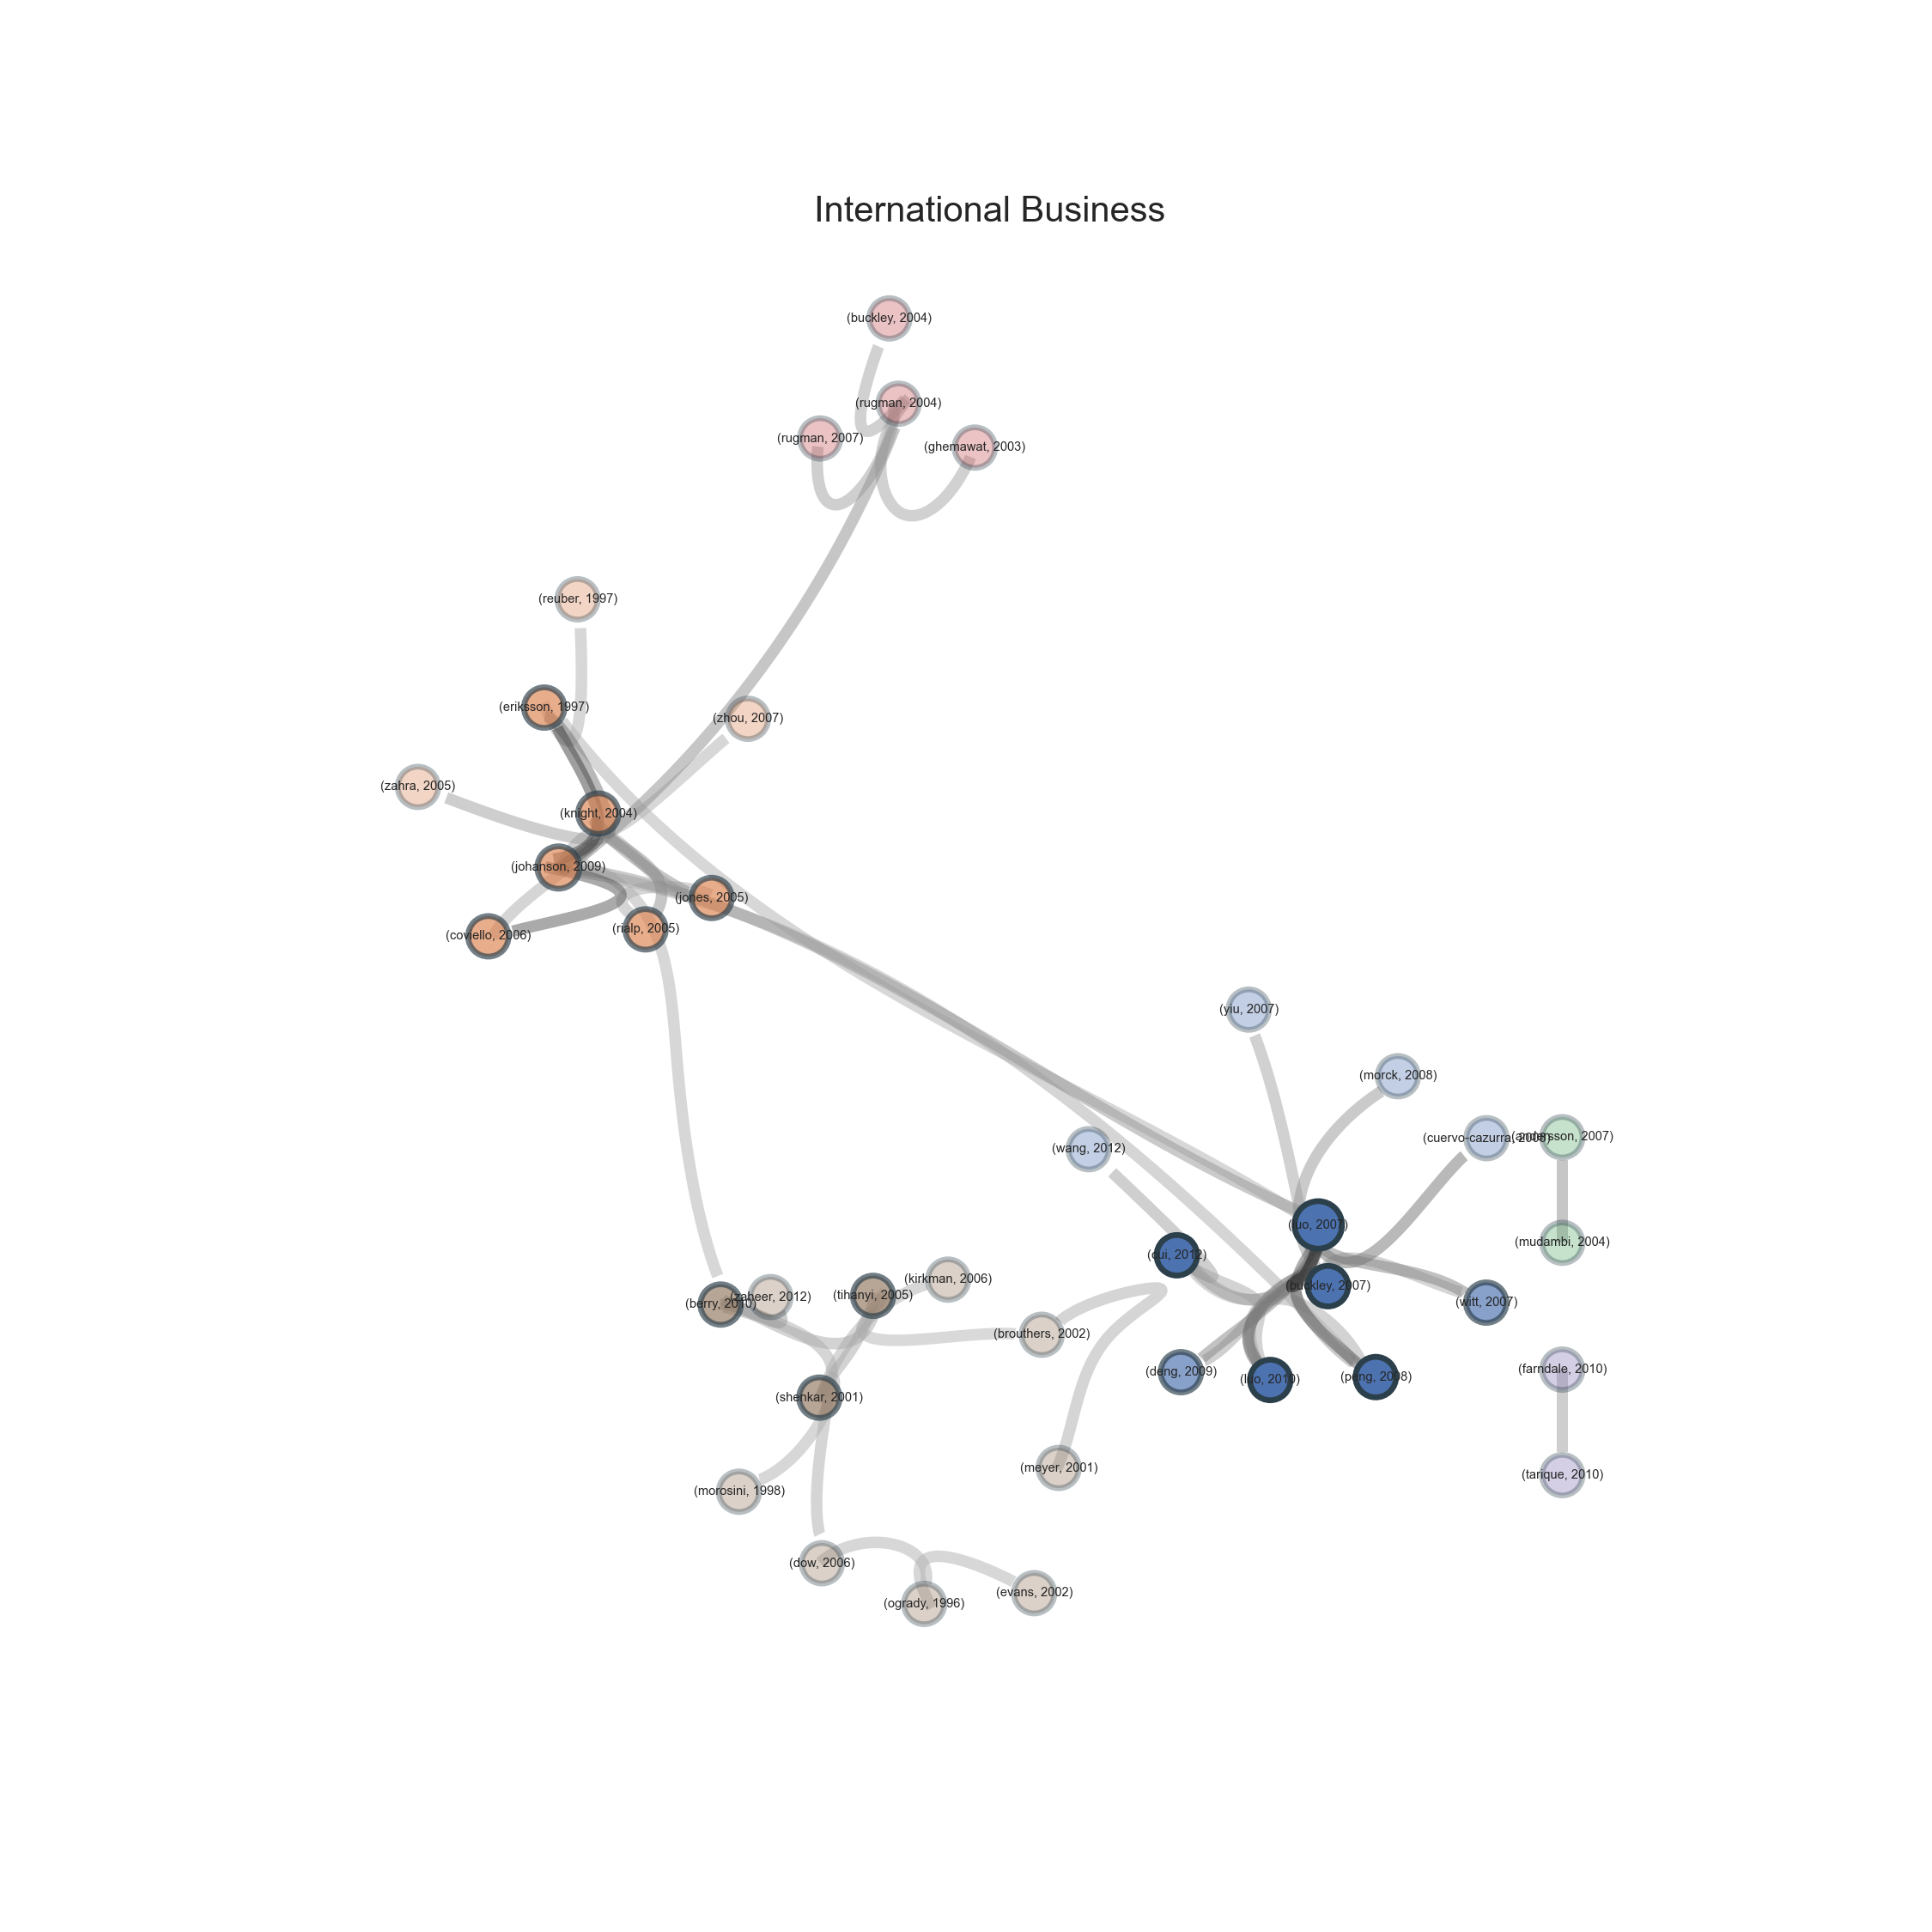 International Business
(buckley, 2004)
(rugman, 2004)
(rugman, 2007)
(ghemawat, 2003)
(reuber, 1997)
(eriksson, 1997)
(zhou, 2007)
(zahra, 2005)
(knight, 2004)
(johanson, 2009)
(jones, 2005)
(rialp, 2005)
(coviello, 2006)
(yiu, 2007)
(morck, 2008)
(cuervo-cazurra, 2008)
(andersson, 2007)
(wang, 2012)
(luo, 2007)
(mudambi, 2004)
(cui, 2012)
(kirkman, 2006)
(buckley, 2007)
(tihanyi, 2005)
(zaheer, 2012)
(berry, 2010)
(witt, 2007)
(brouthers, 2002)
(farndale, 2010)
(deng, 2009)
(peng, 2008)
(luo, 2010)
(shenkar, 2001)
(meyer, 2001)
(tarique, 2010)
(morosini, 1998)
(dow, 2006)
(evans, 2002)
(ogrady, 1996)